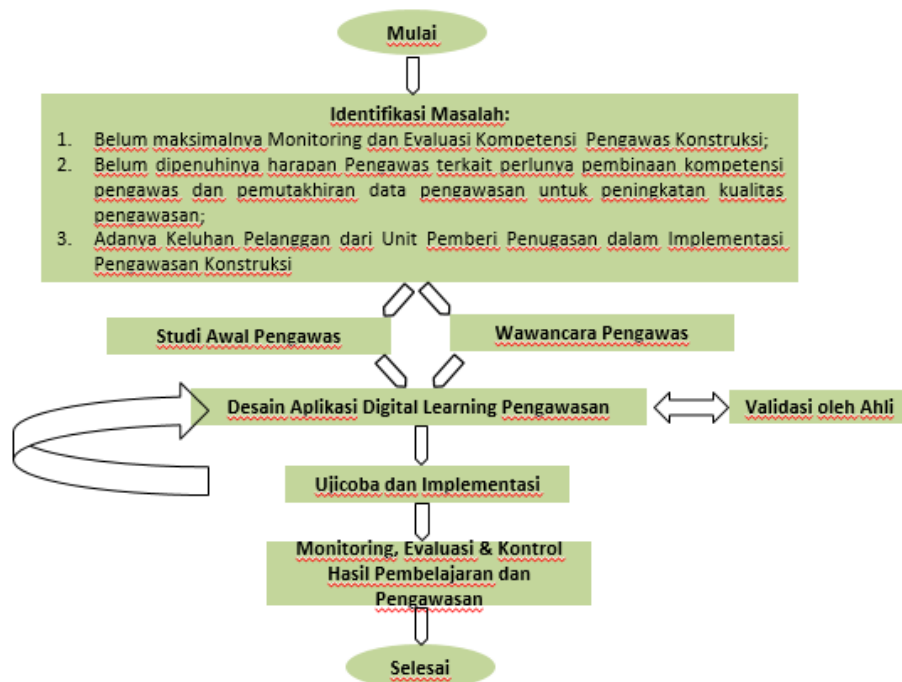 Mulai
Identifikasi Masalah:
1. Belum maksimalnya Monitoring dan Evaluasi Kompetensi Pengawas Konstruksi;
2. Belum dipenuhinya harapan Pengawas terkait perlunya pembinaan kompetensi
pengawas dan pemutakhiran data pengawasan untuk peningkatan kualitas
pengawasan;
3. Adanya Keluhan Pelanggan dari Unit Pemberi Penugasan dalam Implementasi
Pengawasan Konstruksi
Studi Awal Pengawas
Wawancara Pengawas
Desain Aplikasi Digital Learning Pengawasan
Validasi oleh Ahli
Ujicoba dan Implementasi
Monitoring, Evaluasi & Kontrol
Hasil Pembelajaran dan
Pengawasan
Selesai